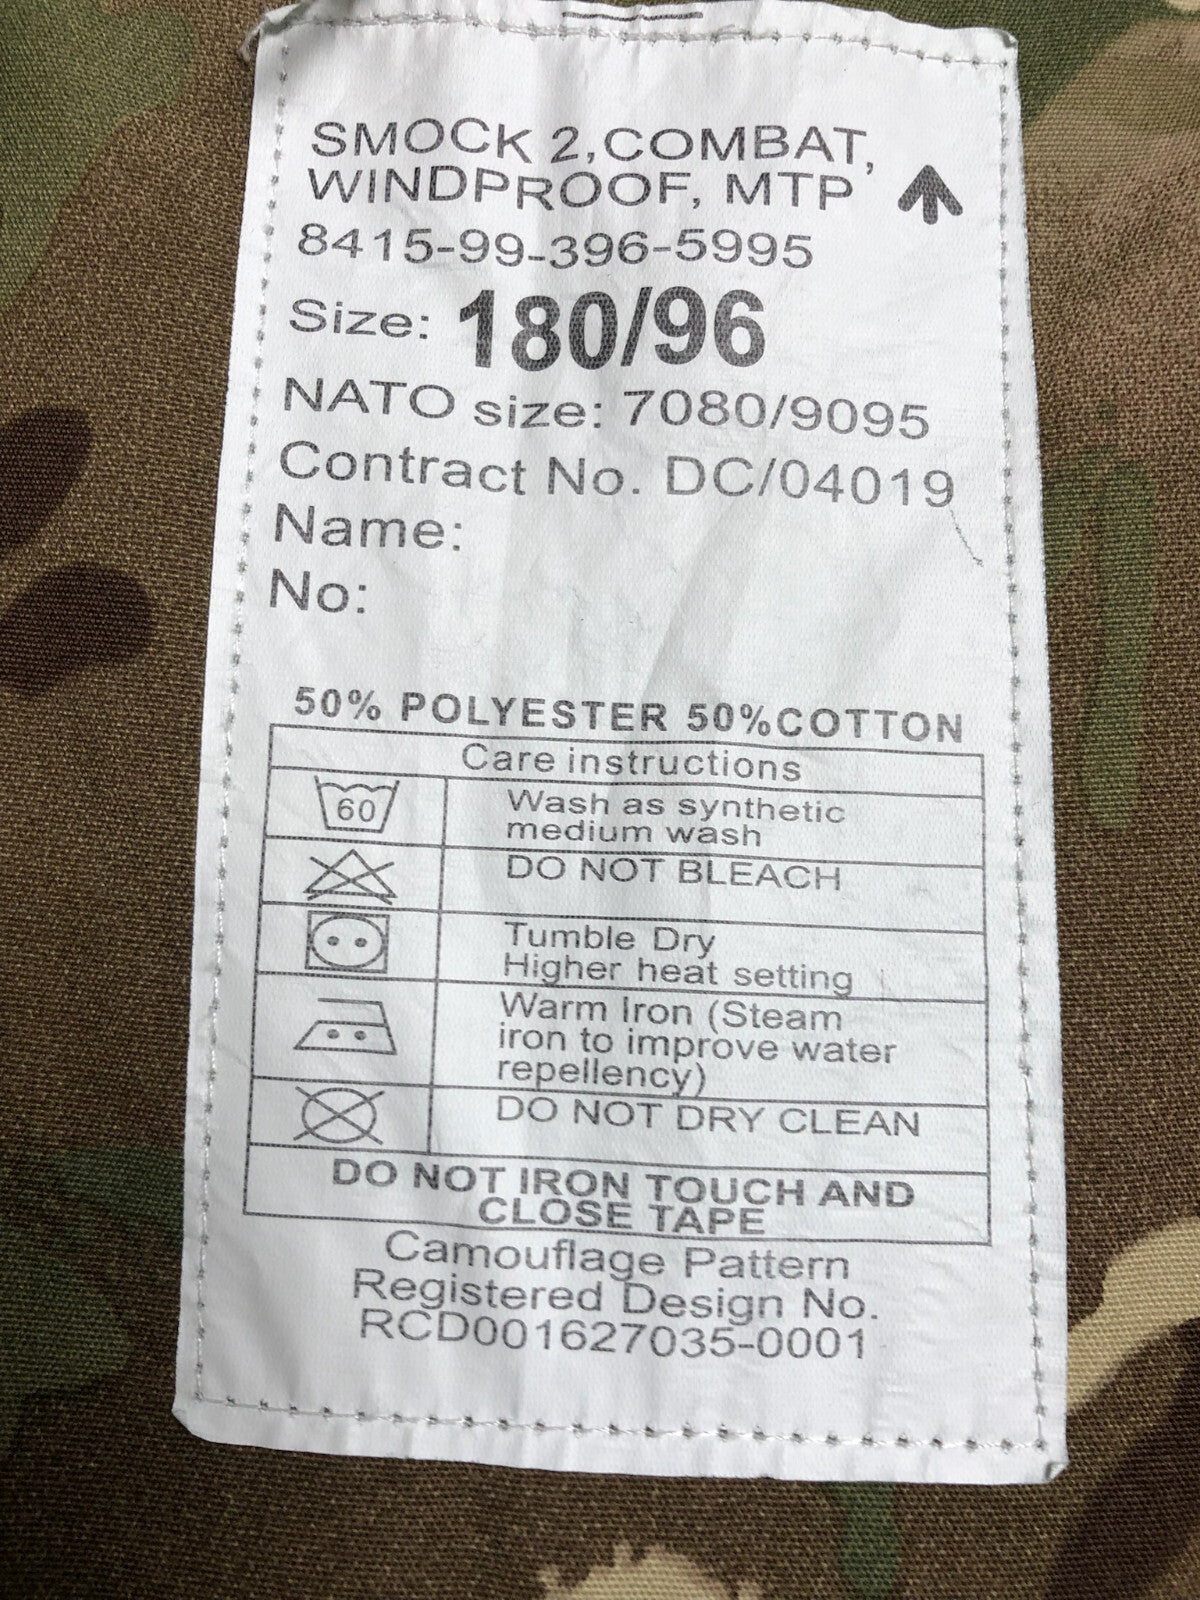 SMOCK 2,COMBAT,
WINDPROOF, MTP
8415-99-396-5995
Size: 180/96
NATO size: 7080/9095
Contract No. DC/04019
Name:
No:
50% POLYESTER 50%COTTON
Care instructions
60 Wash as synthetic
medium wash
DO NOT BLEACH
Tumble Dry
Higher heat setting
Warm Iron (Steam
iron to improve water
repellency)
DO NOT DRY CLEAN
DO NOT IRON TOUCH AND
CLOSE TAPE
Camouflage Pattern
Registered Design No.
RCD001627035-0001